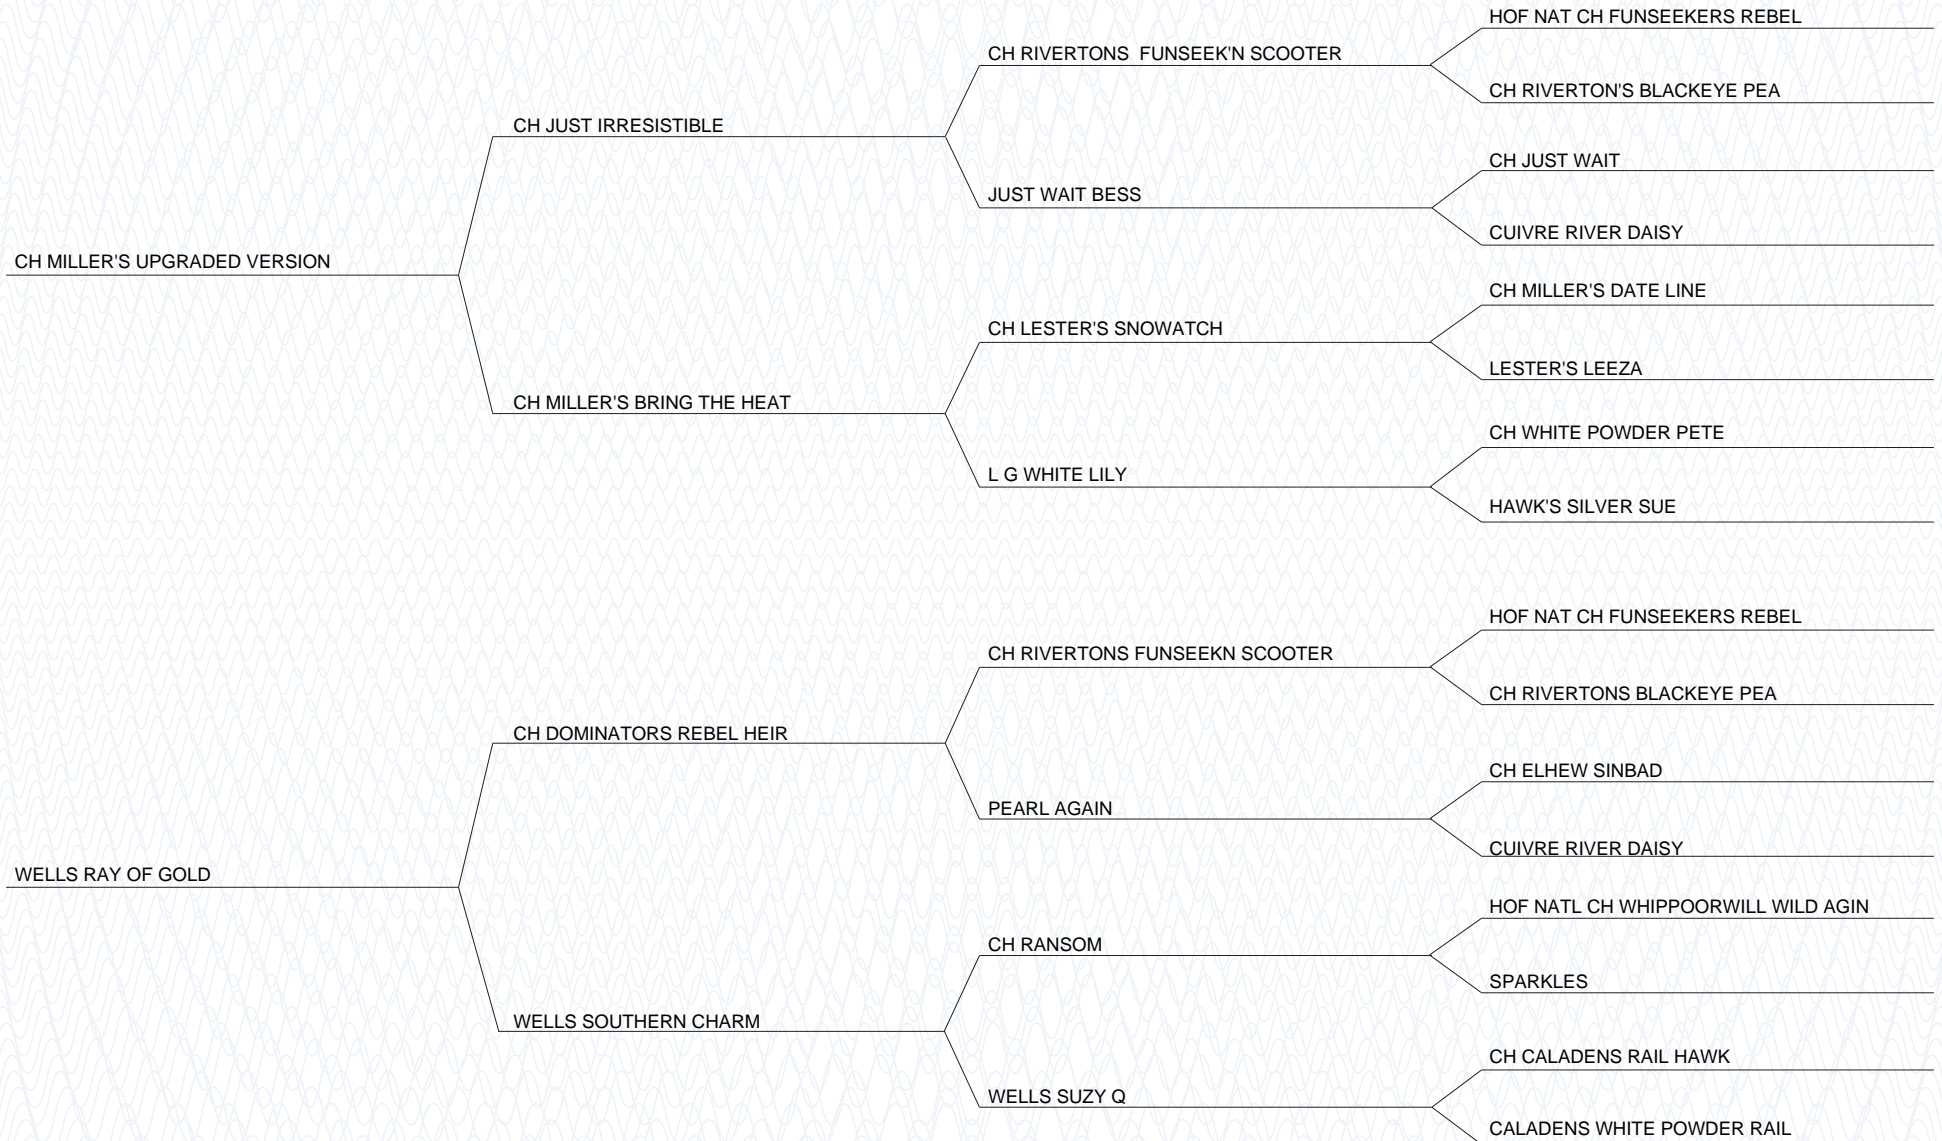 HOF NAT CH FUNSEEKERS REBEL
CH RIVERTONS  FUNSEEK'N SCOOTER
CH RIVERTON'S BLACKEYE PEA
CH JUST IRRESISTIBLE
CH JUST WAIT
JUST WAIT BESS
CUIVRE RIVER DAISY
CH MILLER'S UPGRADED VERSION
CH MILLER'S DATE LINE
CH LESTER'S SNOWATCH
LESTER'S LEEZA
CH MILLER'S BRING THE HEAT
CH WHITE POWDER PETE
L G WHITE LILY
HAWK'S SILVER SUE
HOF NAT CH FUNSEEKERS REBEL
CH RIVERTONS FUNSEEKN SCOOTER
CH RIVERTONS BLACKEYE PEA
CH DOMINATORS REBEL HEIR
CH ELHEW SINBAD
PEARL AGAIN
CUIVRE RIVER DAISY
WELLS RAY OF GOLD
HOF NATL CH WHIPPOORWILL WILD AGIN
CH RANSOM
SPARKLES
WELLS SOUTHERN CHARM
CH CALADENS RAIL HAWK
WELLS SUZY Q
CALADENS WHITE POWDER RAIL